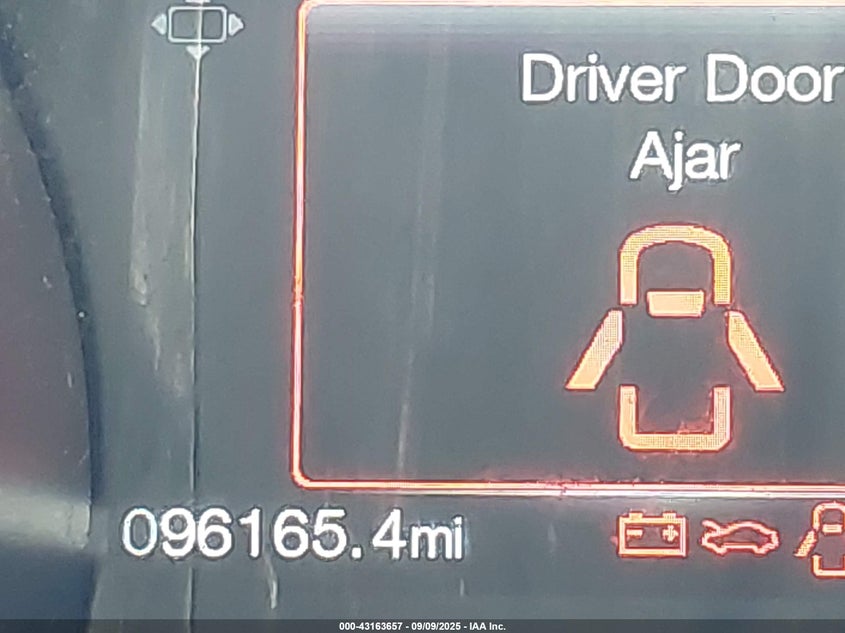 Driver Door
Ajar
096165.4mi
000-43163657 - 09/09/2025 - IAA Inc.